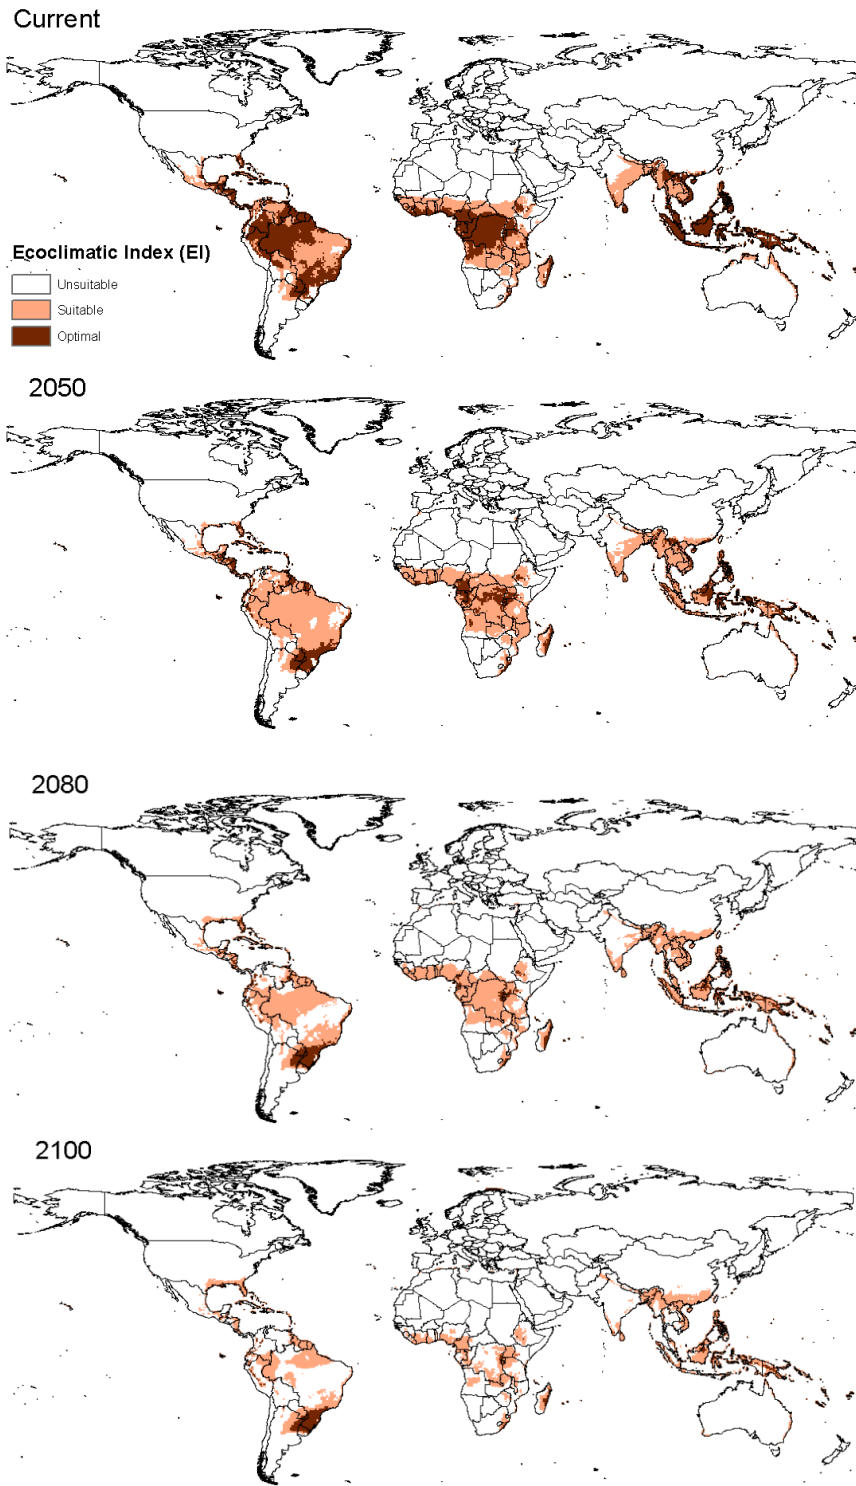 Current
Ecoclimatic Index (EI)
Unsuitable
Suitable
Optimal
2050
2080
2100